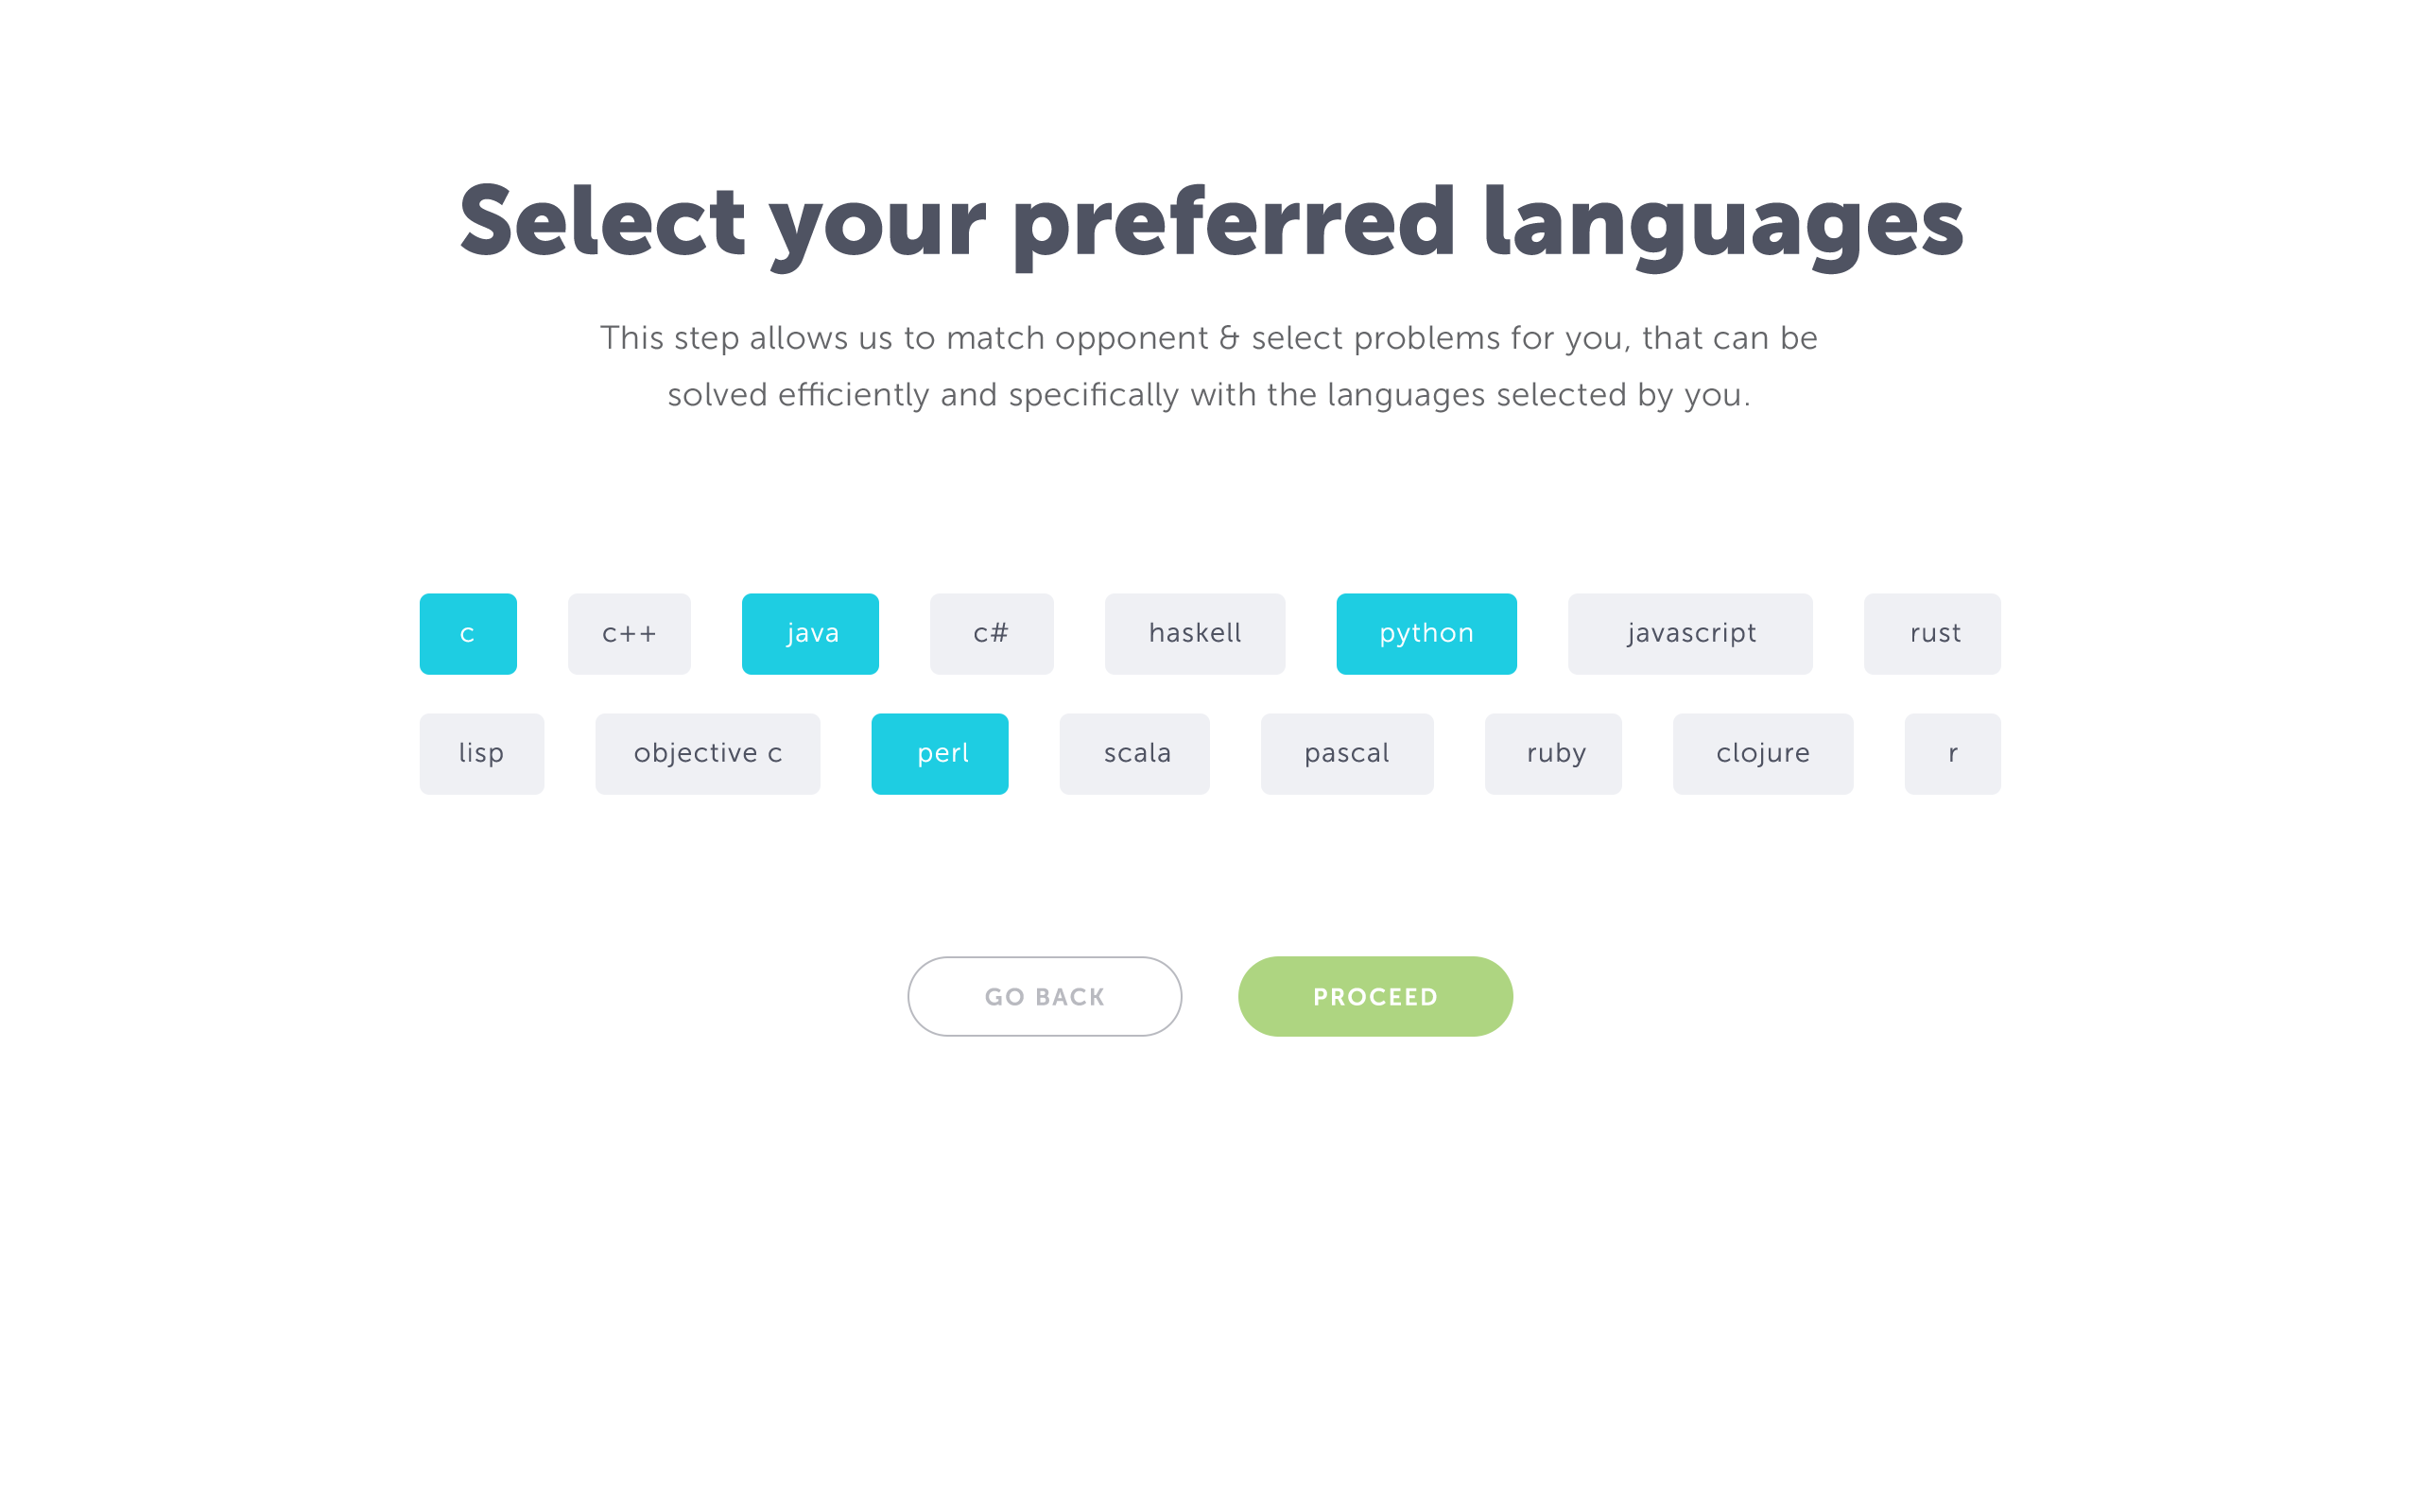 Select your preferred languages
This step allows us to match opponent & select problems for you, that can be
solved efficiently and specifically with the languages selected by you.
c c++ java c# haskell python javascript rust
lisp objective c perl scala pascal ruby clojure r
GO BACK PROCEED